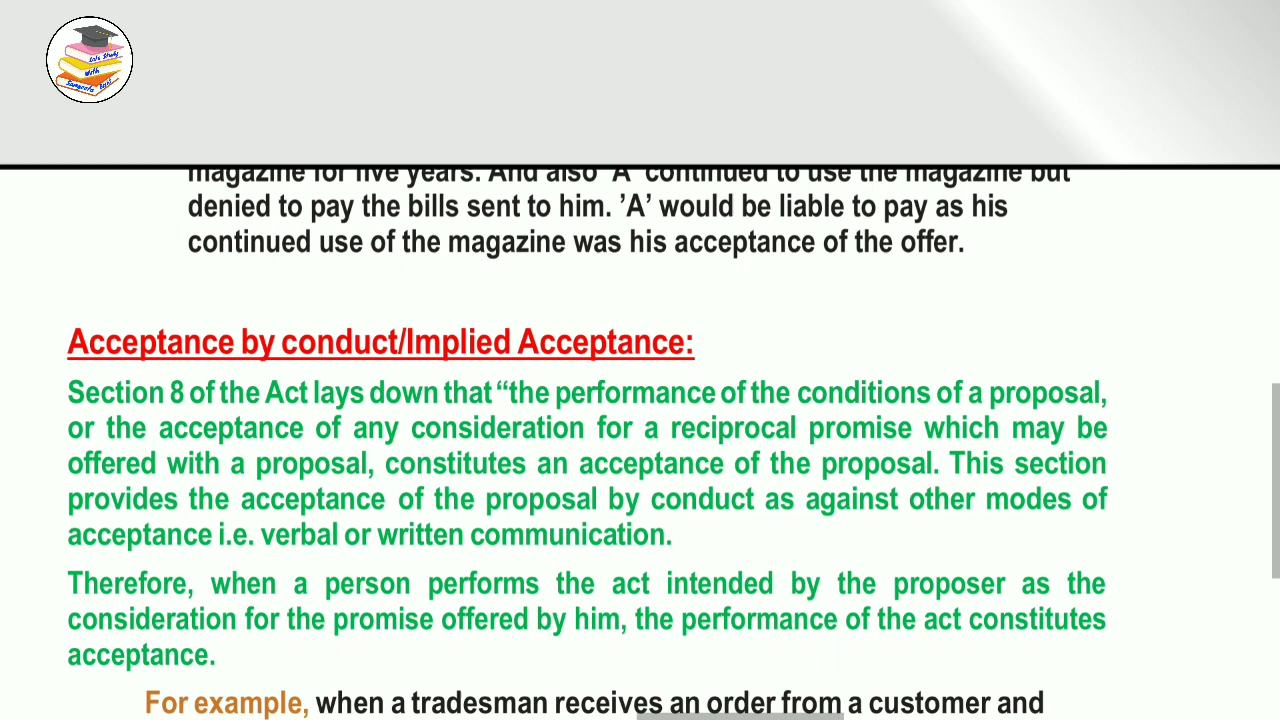 Lets Study
With
magazine for five years. And also 'A' continued to use the magazine but
denied to pay the bills sent to him. ’A’ would be liable to pay as his
continued use of the magazine was his acceptance of the offer.
Acceptance by conduct/Implied Acceptance:
Section 8 of the Act lays down that “the performance of the conditions of a proposal,
or the acceptance of any consideration for a reciprocal promise which may be
offered with a proposal, constitutes an acceptance of the proposal. This section
provides the acceptance of the proposal by conduct as against other modes of
acceptance i.e. verbal or written communication.
Therefore, when a person performs the act intended by the proposer as the
consideration for the promise offered by him, the performance of the act constitutes
acceptance.
For example, when a tradesman receives an order from a customer and